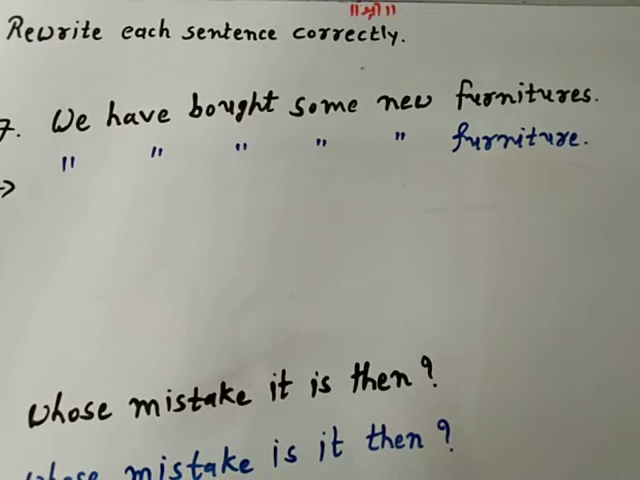 ॥श्री॥
Rewrite each sentence correctly.
7. We have bought some new furnitures.
" " " " " furniture.
->
whose mistake it is then?
whose mistake is it then?